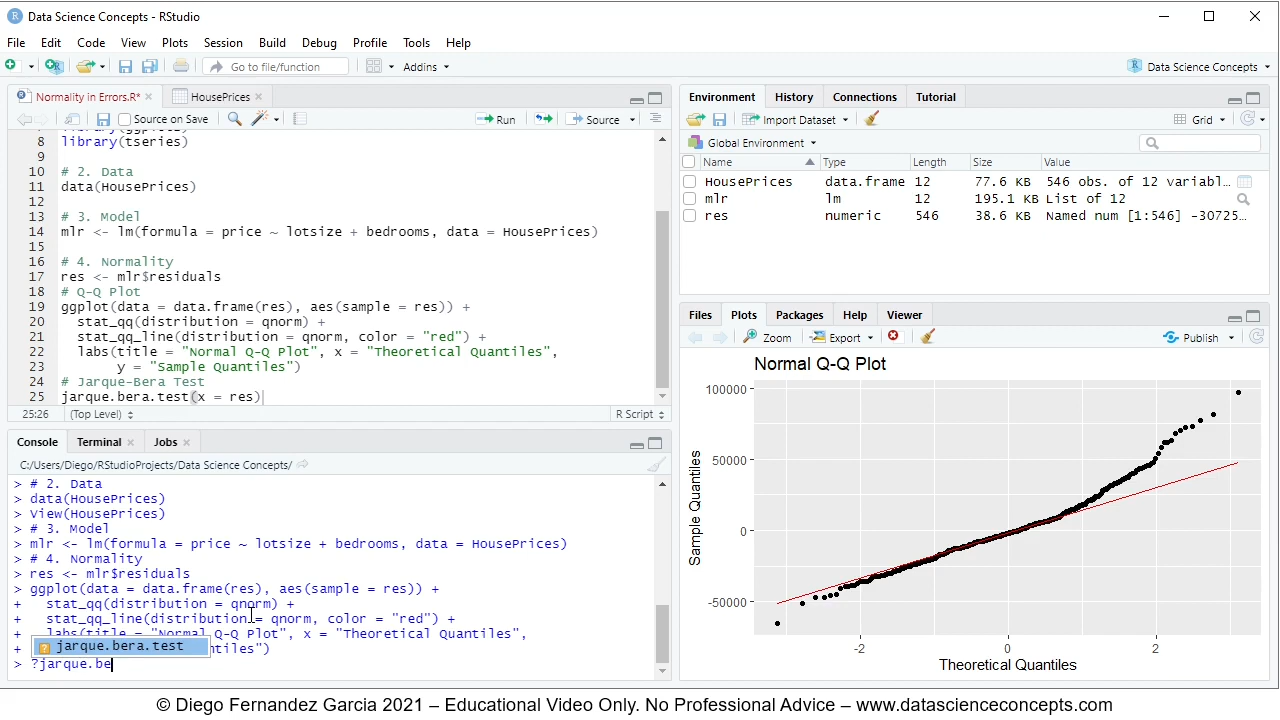 Data Science Concepts - RStudio
File Edit Code View Plots Session Build Debug Profile Tools Help
Go to file/function Addins Data Science Concepts
Normality in Errors.R* HousePrices
Source on Save Run Source
8 library(tseries)
9
10 # 2. Data
11 data(HousePrices)
12
13 # 3. Model
14 mlr <- lm(formula = price ~ lotsize + bedrooms, data = HousePrices)
15
16 # 4. Normality
17 res <- mlr$residuals
18 # Q-Q Plot
19 ggplot(data = data.frame(res), aes(sample = res)) +
20 stat_qq(distribution = qnorm) +
21 stat_qq_line(distribution = qnorm, color = "red") +
22 labs(title = "Normal Q-Q Plot", x = "Theoretical Quantiles",
23 y = "Sample Quantiles")
24 # Jarque-Bera Test
25 jarque.bera.test(x = res)
25:26 (Top Level) R Script
Console Terminal Jobs
C:/Users/Diego/RStudioProjects/Data Science Concepts/
> # 2. Data
> data(HousePrices)
> View(HousePrices)
> # 3. Model
> mlr <- lm(formula = price ~ lotsize + bedrooms, data = HousePrices)
> # 4. Normality
> res <- mlr$residuals
> ggplot(data = data.frame(res), aes(sample = res)) +
+ stat_qq(distribution = qnorm) +
+ stat_qq_line(distribution = qnorm, color = "red") +
+ labs(title = "Normal Q-Q Plot", x = "Theoretical Quantiles",
+ jarque.bera.test ntiles")
> ?jarque.be
Environment History Connections Tutorial
Import Dataset Grid
Global Environment
Name Type Length Size Value
HousePrices data.frame 12 77.6 KB 546 obs. of 12 variabl…
mlr lm 12 195.1 KB List of 12
res numeric 546 38.6 KB Named num [1:546] -30725…
Files Plots Packages Help Viewer
Zoom Export Publish
Normal Q-Q Plot
100000
50000
0
-50000
Sample Quantiles
-2 0 2
Theoretical Quantiles
© Diego Fernandez Garcia 2021 – Educational Video Only. No Professional Advice – www.datascienceconcepts.com